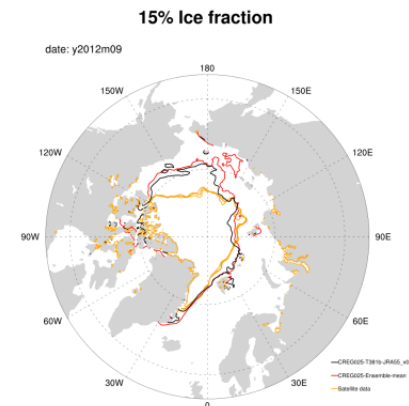 15% Ice fraction
date: y2012m09
180
150W
150E
120W
120E
90W
90E
60W
60E
CREG025-Ensemble-mean
Satellite data
30W
30E
0